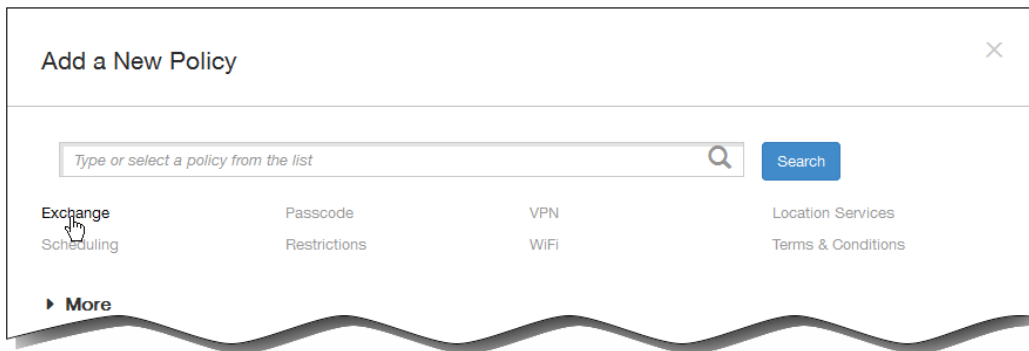 Add a New Policy
Type or select a policy from the list Search
Exchange Passcode VPN Location Services
Scheduling Restrictions WiFi Terms & Conditions
More